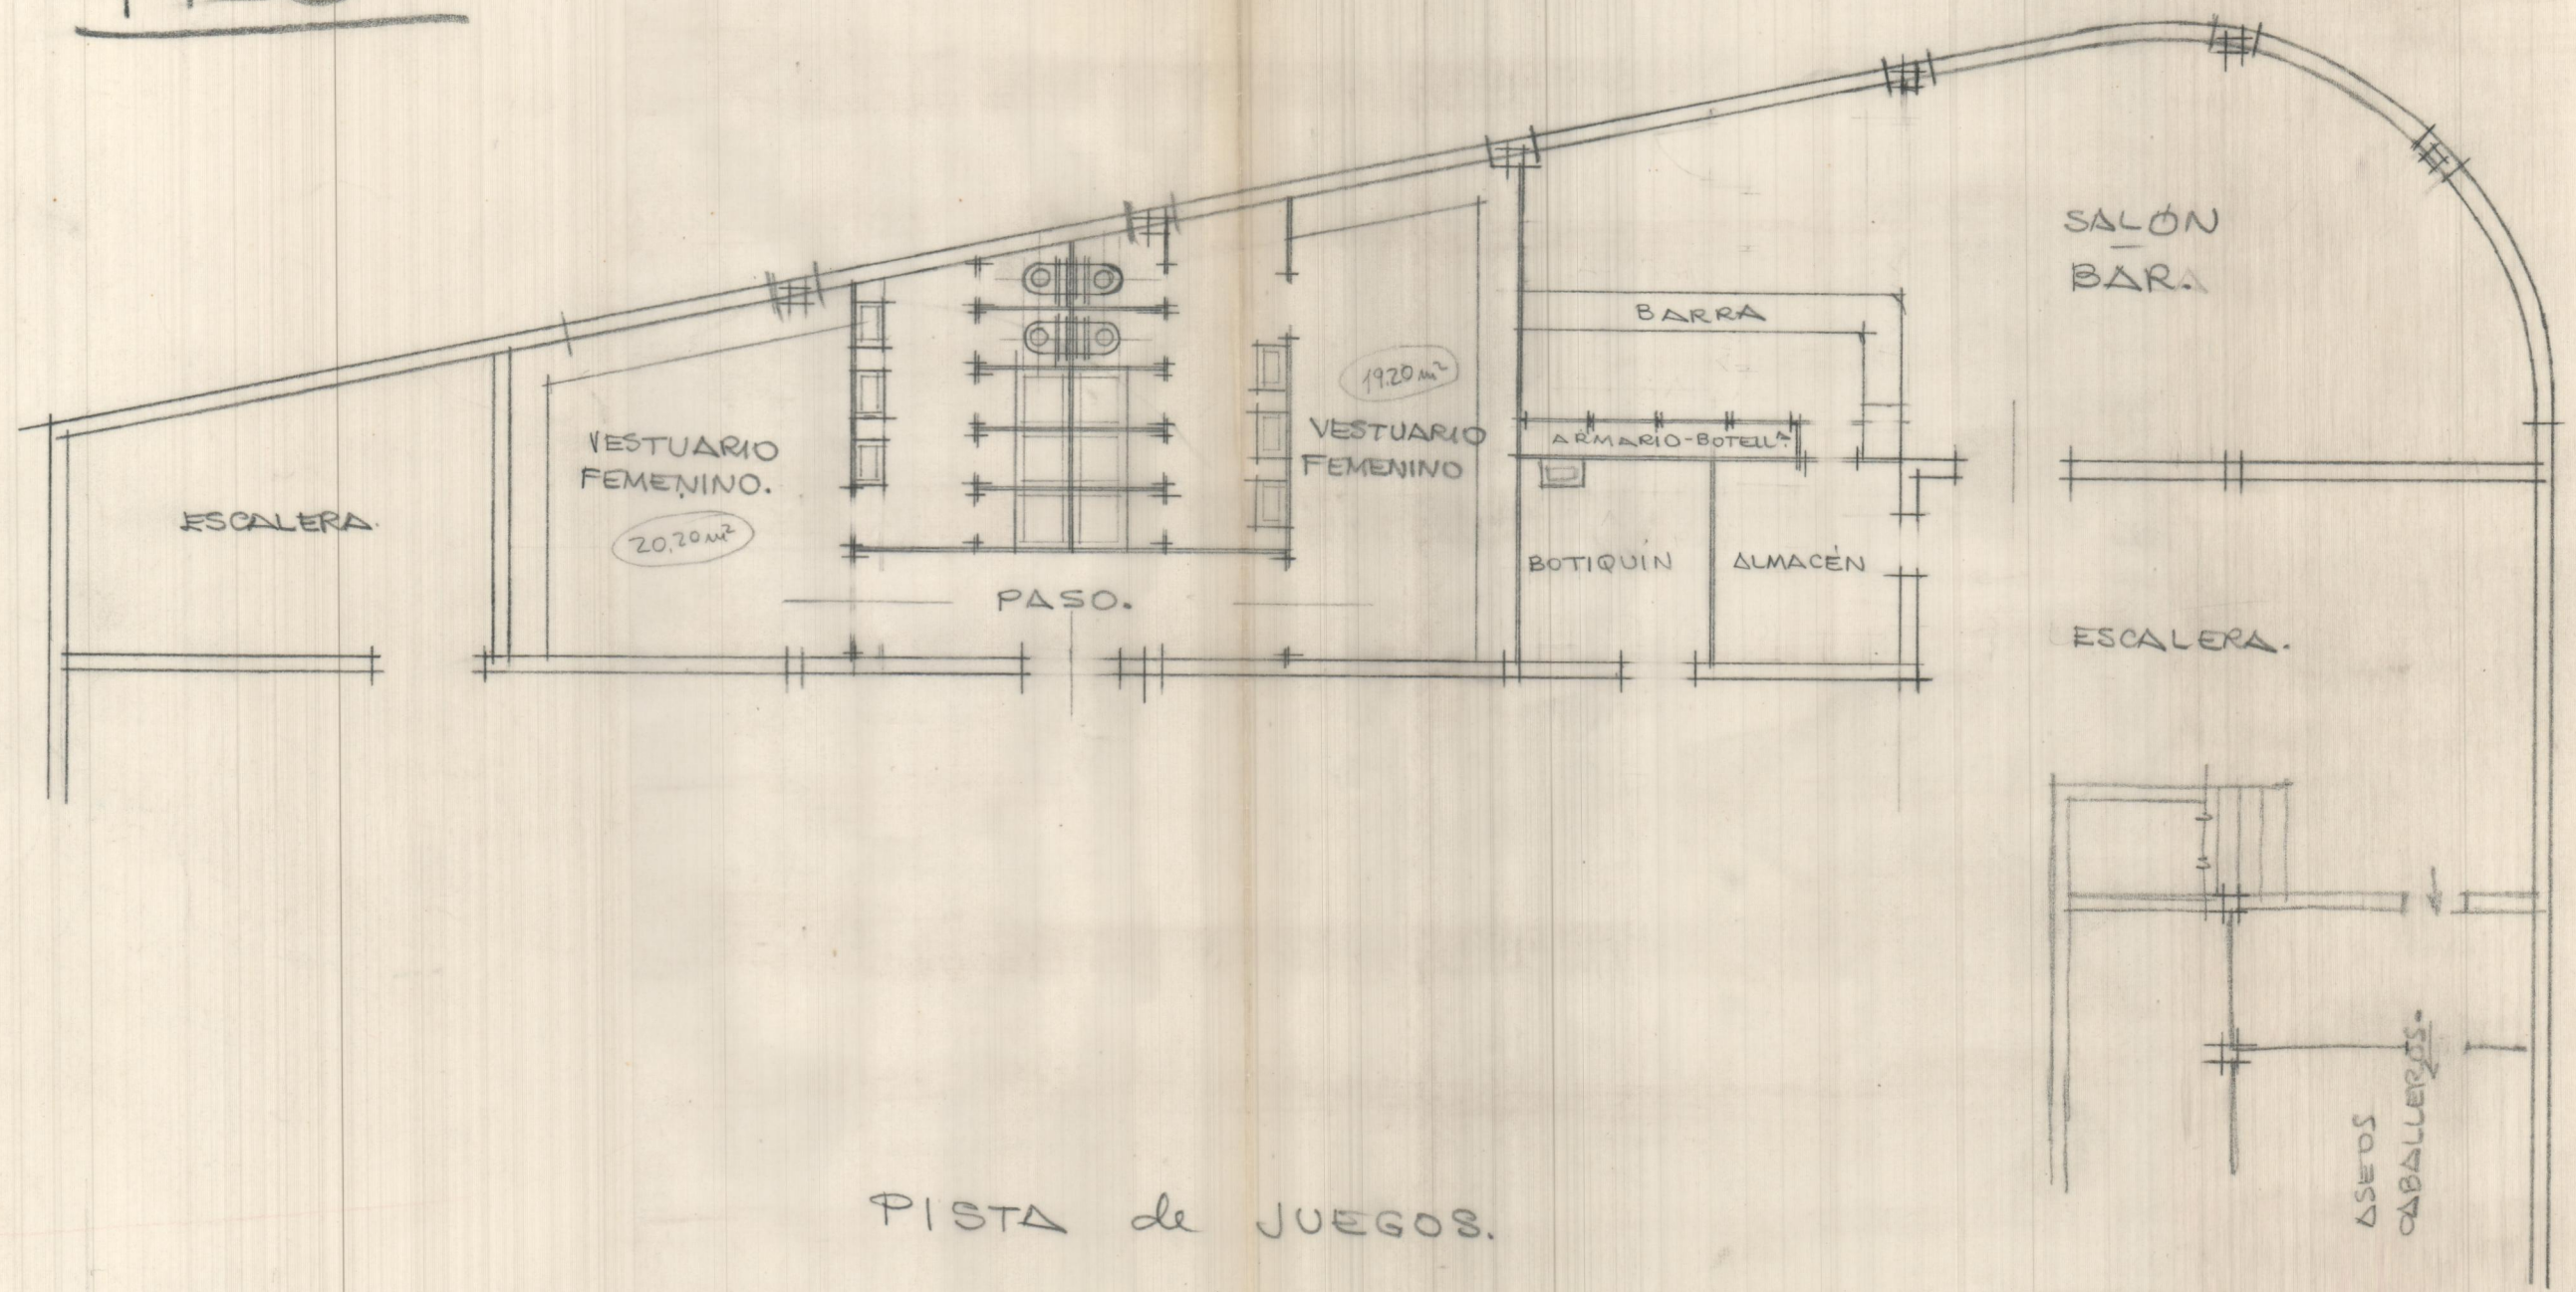 SALÓN
BAR.
BARRA
19,20 m²
VESTUARIO
FEMENINO
ARMARIO-BOTELLª.
VESTUARIO
FEMENINO.
20,20 m²
ESCALERA.
BOTIQUÍN
ALMACÉN
PASO.
ESCALERA.
ASEOS
CABALLEROS.
PISTA de JUEGOS.